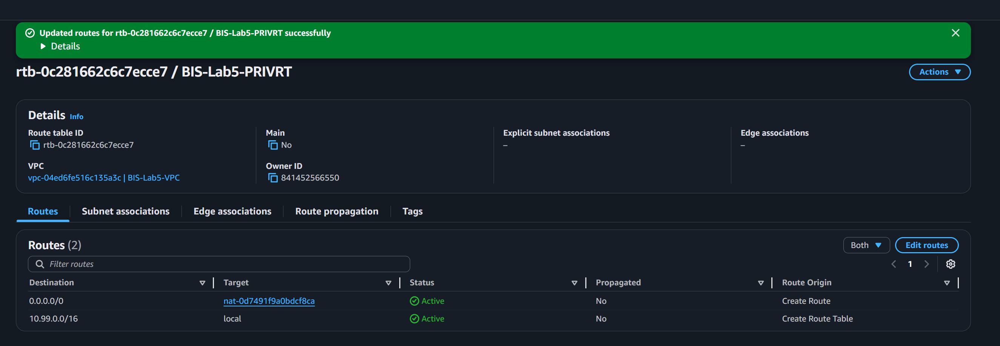 Updated routes for rtb-0c281662c6c7ecce7 / BIS-Lab5-PRIVRT successfully
Details
rtb-0c281662c6c7ecce7 / BIS-Lab5-PRIVRT
Actions
Details Info
Route table ID
rtb-0c281662c6c7ecce7
Main
No
Explicit subnet associations
–
Edge associations
–
VPC
vpc-04ed6fe516c135a3c | BIS-Lab5-VPC
Owner ID
841452566550
Routes
Subnet associations
Edge associations
Route propagation
Tags
Routes (2)
Both
Edit routes
Filter routes
1
Destination Target Status Propagated Route Origin
0.0.0.0/0 nat-0d7491f9a0bdcf8ca Active No Create Route
10.99.0.0/16 local Active No Create Route Table